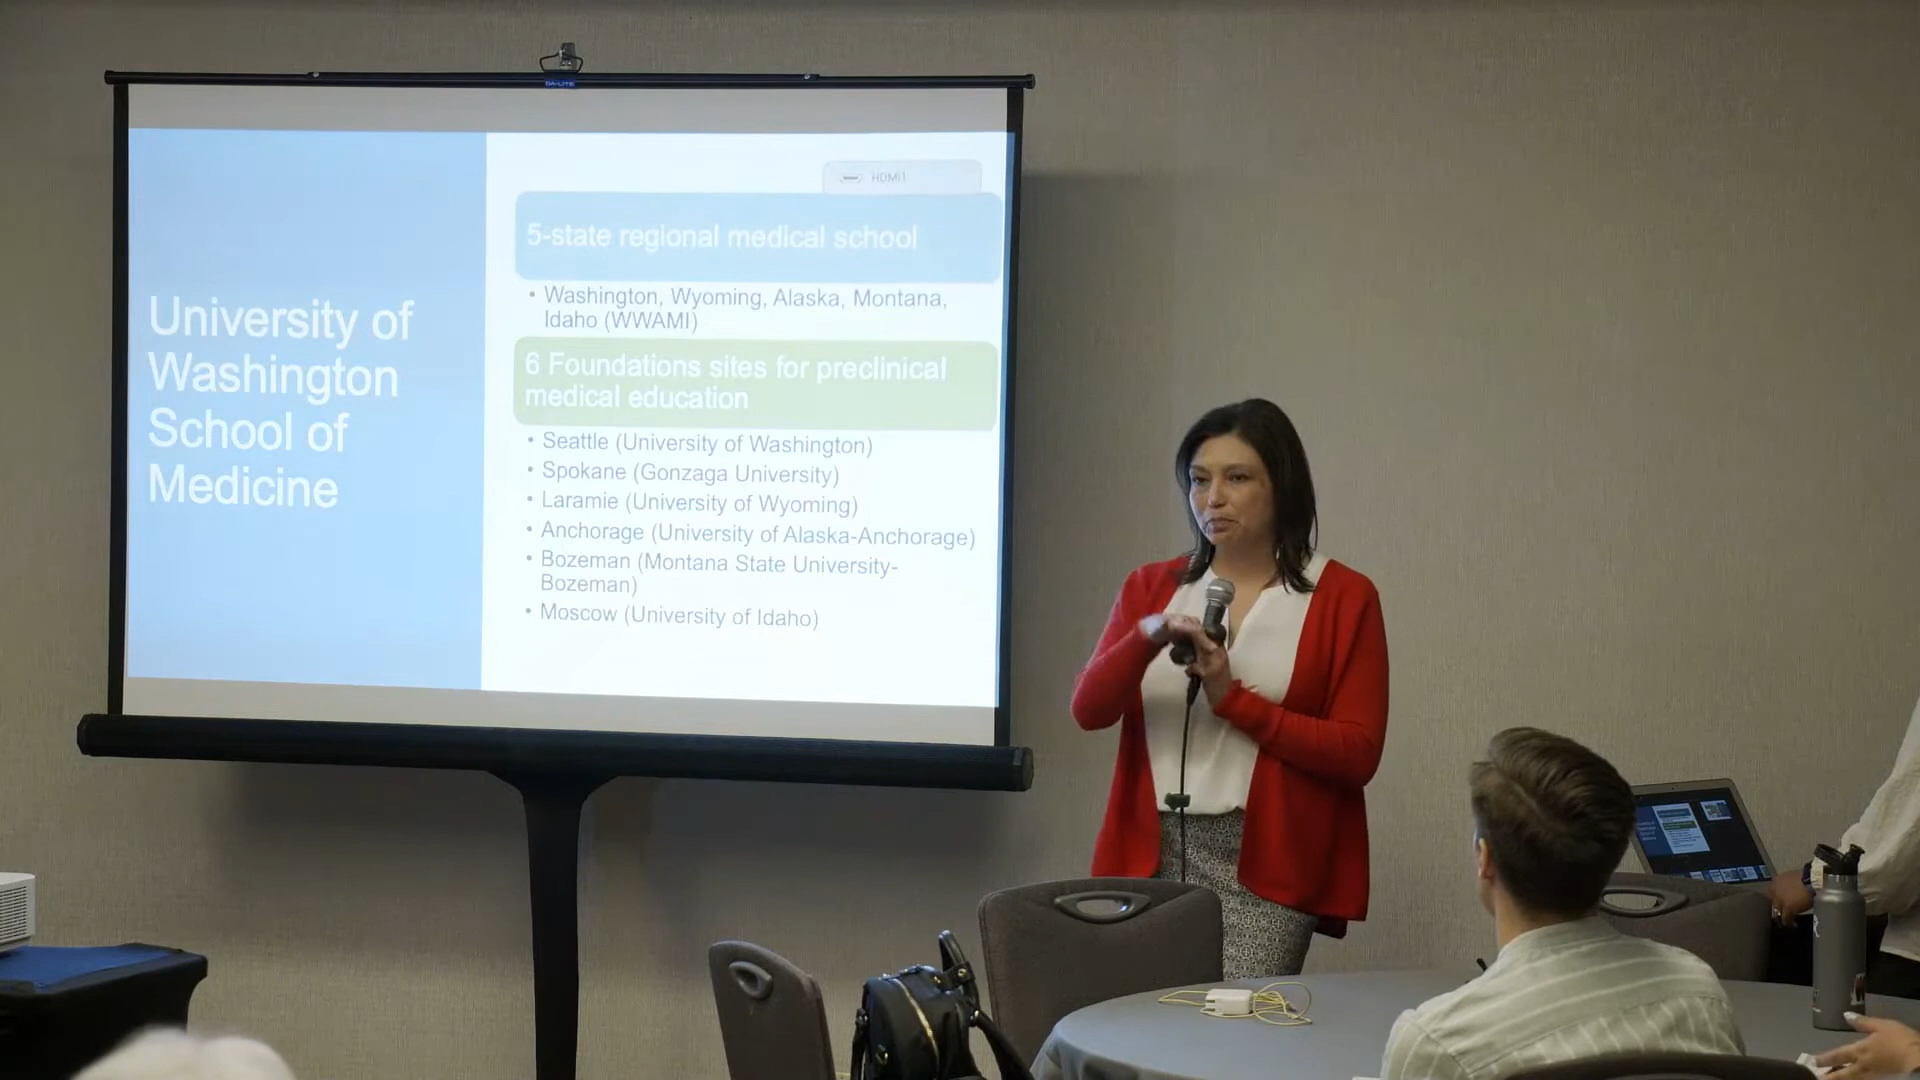 DA-LITE
HDMI1
University of
Washington
School of
Medicine
5-state regional medical school
• Washington, Wyoming, Alaska, Montana,
Idaho (WWAMI)
6 Foundations sites for preclinical
medical education
• Seattle (University of Washington)
• Spokane (Gonzaga University)
• Laramie (University of Wyoming)
• Anchorage (University of Alaska-Anchorage)
• Bozeman (Montana State University-
Bozeman)
• Moscow (University of Idaho)